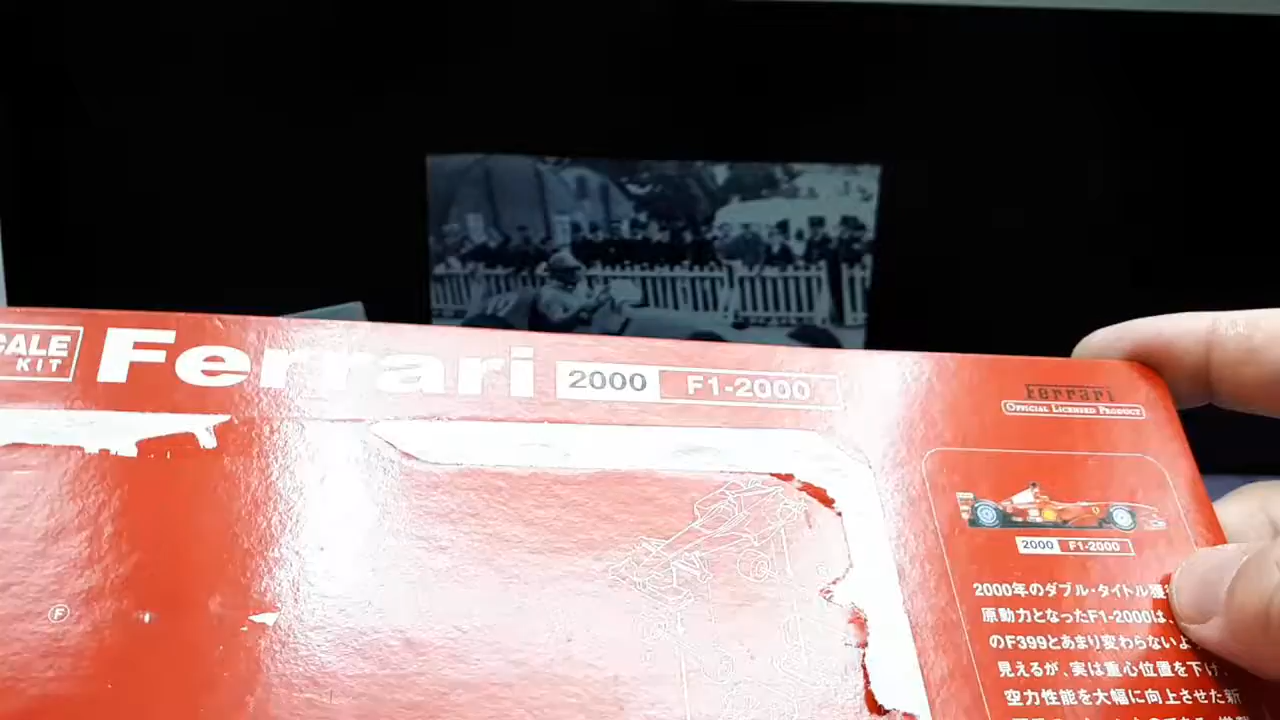 KIT
Ferrari
2000 F1-2000
Ferrari
OFFICIAL LICENSED PRODUCT
2000 F1-2000
2000年のダブル・タイトル獲
原動力となったF1-2000は、
のF399とあまり変わらないよ
見えるが、実は重心位置を下げ、
空力性能を大幅に向上させた新
F